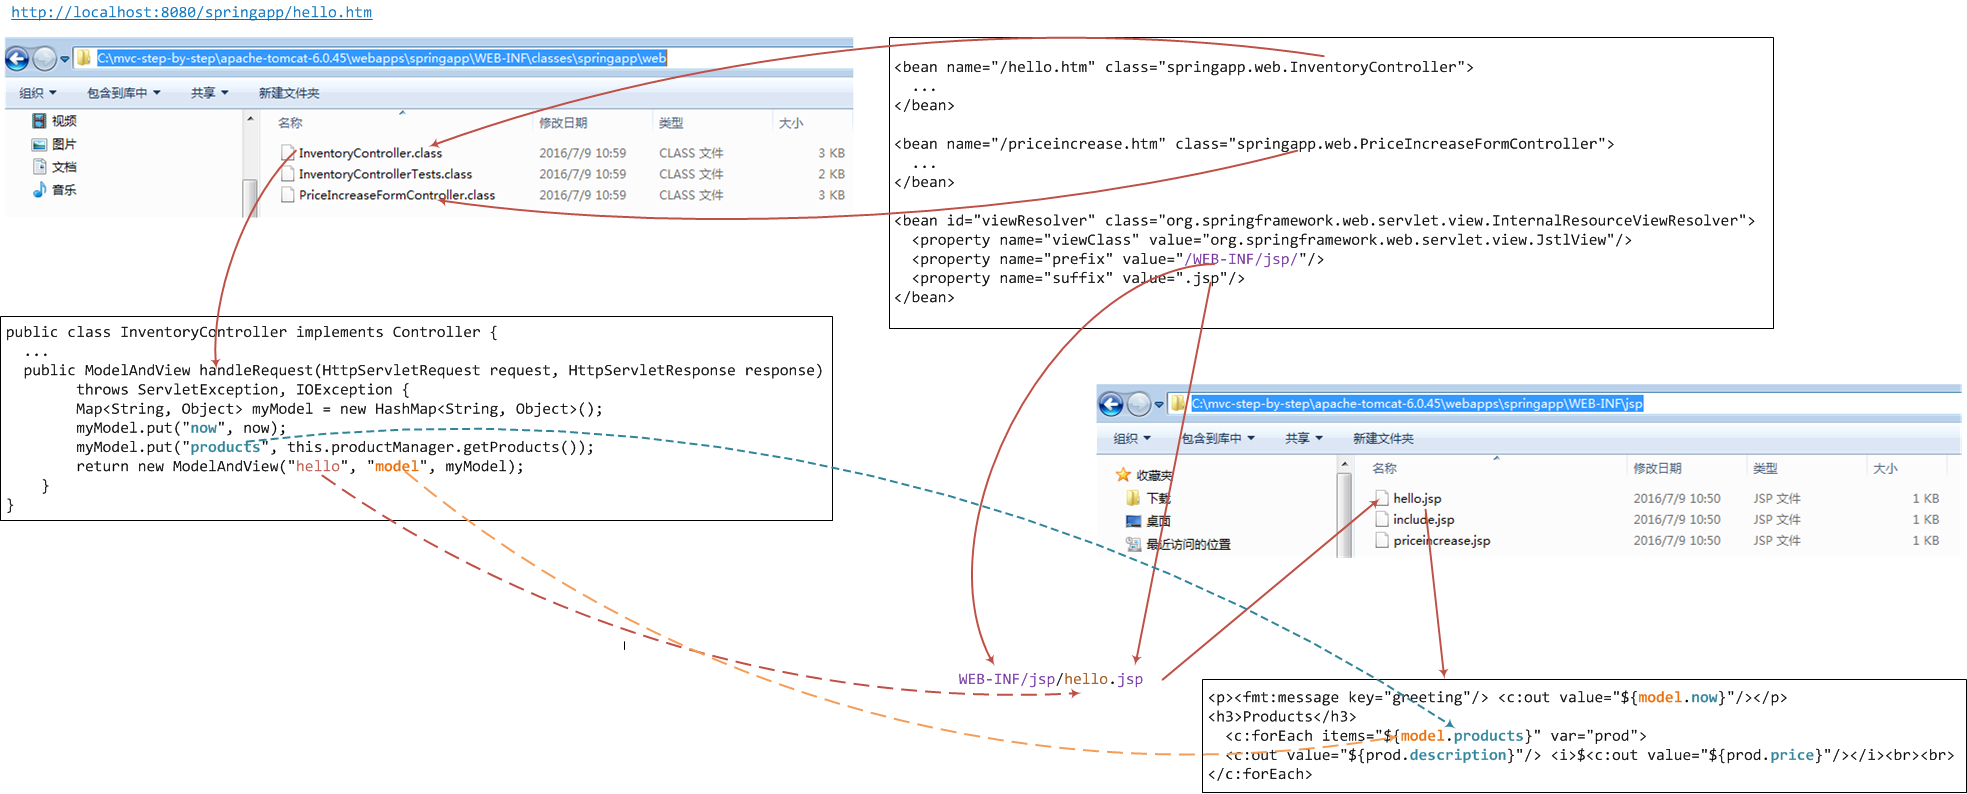 http://localhost:8080/springapp/hello.htm
C:\mvc-step-by-step\apache-tomcat-6.0.45\webapps\springapp\WEB-INF\classes\springapp\web
组织 包含到库中 共享 新建文件夹
视频
图片
文档
音乐
名称 修改日期 类型 大小
InventoryController.class 2016/7/9 10:59 CLASS 文件 3 KB
InventoryControllerTests.class 2016/7/9 10:59 CLASS 文件 2 KB
PriceIncreaseFormController.class 2016/7/9 10:59 CLASS 文件 3 KB
<bean name="/hello.htm" class="springapp.web.InventoryController">
...
</bean>
<bean name="/priceincrease.htm" class="springapp.web.PriceIncreaseFormController">
...
</bean>
<bean id="viewResolver" class="org.springframework.web.servlet.view.InternalResourceViewResolver">
<property name="viewClass" value="org.springframework.web.servlet.view.JstlView"/>
<property name="prefix" value="/WEB-INF/jsp/"/>
<property name="suffix" value=".jsp"/>
</bean>
public class InventoryController implements Controller {
...
public ModelAndView handleRequest(HttpServletRequest request, HttpServletResponse response)
throws ServletException, IOException {
Map<String, Object> myModel = new HashMap<String, Object>();
myModel.put("now", now);
myModel.put("products", this.productManager.getProducts());
return new ModelAndView("hello", "model", myModel);
}
}
C:\mvc-step-by-step\apache-tomcat-6.0.45\webapps\springapp\WEB-INF\jsp
组织 包含到库中 共享 新建文件夹
收藏夹
下载
桌面
最近访问的位置
名称 修改日期 类型 大小
hello.jsp 2016/7/9 10:50 JSP 文件 1 KB
include.jsp 2016/7/9 10:50 JSP 文件 1 KB
priceincrease.jsp 2016/7/9 10:50 JSP 文件 1 KB
WEB-INF/jsp/hello.jsp
<p><fmt:message key="greeting"/> <c:out value="${model.now}"/></p>
<h3>Products</h3>
<c:forEach items="${model.products}" var="prod">
<c:out value="${prod.description}"/> <i>$<c:out value="${prod.price}"/></i><br><br>
</c:forEach>